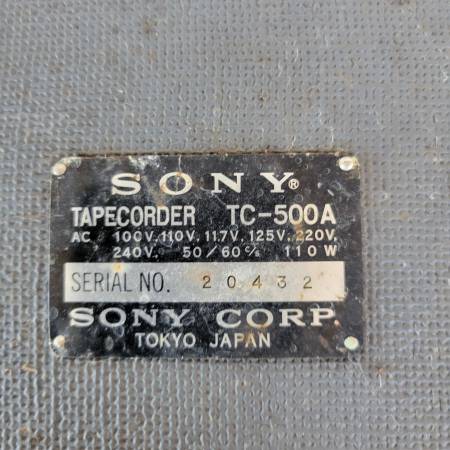 SONY®
TAPECORDER TC-500A
AC 100V, 110V, 117V, 125V, 220V,
240V. 50/60 c/s 110W
SERIAL NO. 20432
SONY CORP
TOKYO JAPAN